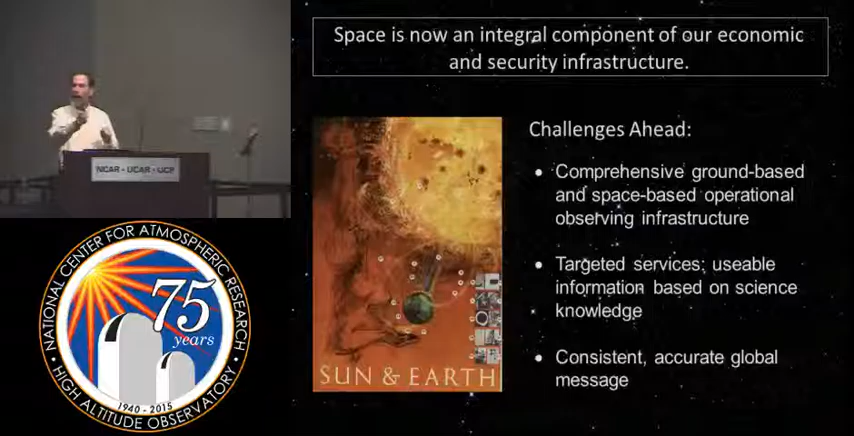 Space is now an integral component of our economic
and security infrastructure.
NCAR • UCAR • UCP
Challenges Ahead:
• Comprehensive ground-based
and space-based operational
observing infrastructure
• Targeted services; useable
information based on science
knowledge
• Consistent, accurate global
message
SUN & EARTH
NATIONAL CENTER FOR ATMOSPHERIC RESEARCH
75
years
1940 - 2015
• HIGH ALTITUDE OBSERVATORY •